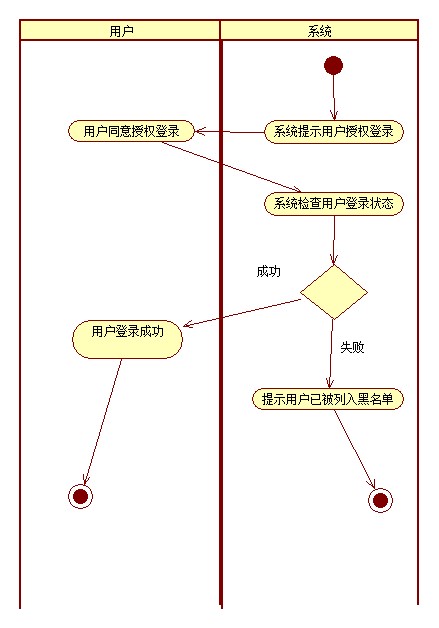 用户
系统
用户同意授权登录
系统提示用户授权登录
系统检查用户登录状态
成功
用户登录成功
失败
提示用户已被列入黑名单